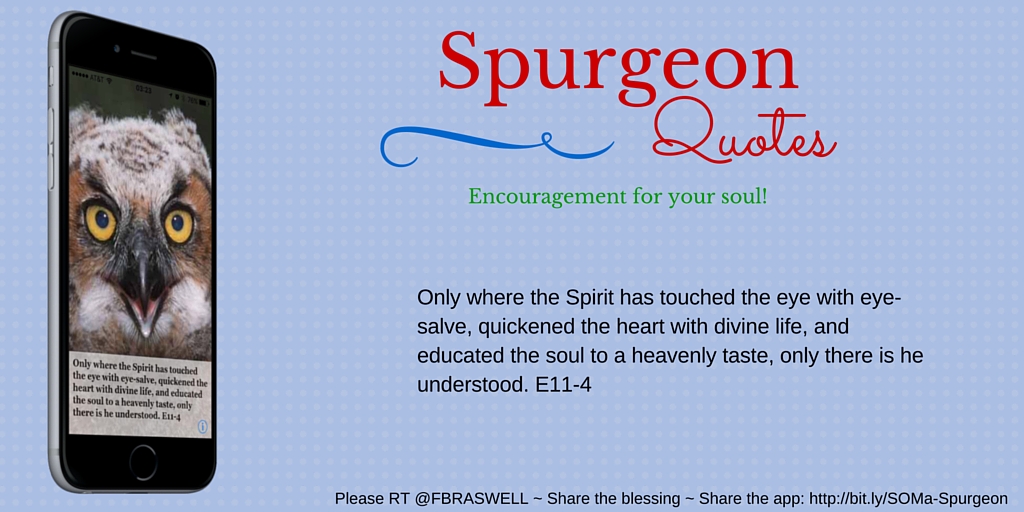 AT&T
03:23
Only where the Spirit has touched
the eye with eye-salve, quickened the
heart with divine life, and educated
the soul to a heavenly taste, only
there is he understood. E11-4
Spurgeon
Quotes
Encouragement for your soul!
Only where the Spirit has touched the eye with eye-
salve, quickened the heart with divine life, and
educated the soul to a heavenly taste, only there is he
understood. E11-4
Please RT @FBRASWELL ~ Share the blessing ~ Share the app: http://bit.ly/SOMa-Spurgeon